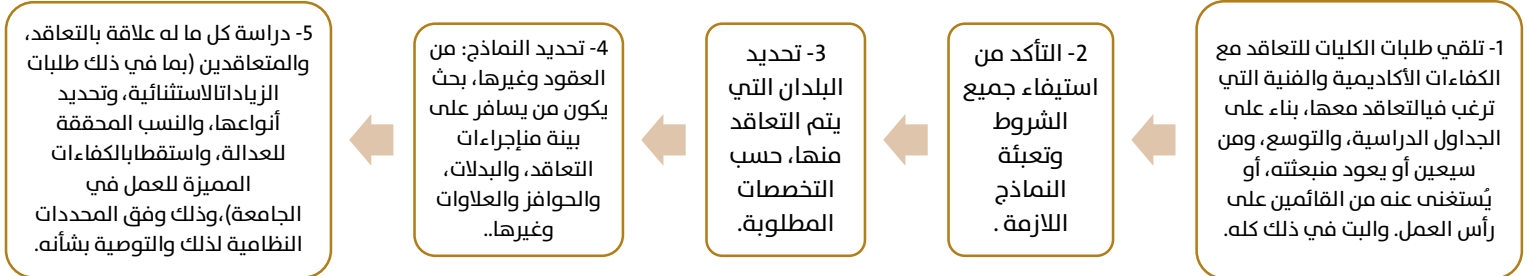 1- تلقي طلبات الكليات للتعاقد مع
الكفاءات الأكاديمية والفنية التي
ترغب فيالتعاقد معها، بناء على
الجداول الدراسية، والتوسع، ومن
سيعين أو يعود منبعثته، أو
يُستغنى عنه من القائمين على
رأس العمل. والبت في ذلك كله.
2- التأكد من
استيفاء جميع
الشروط
وتعبئة
النماذج
اللازمة .
3- تحديد
البلدان التي
يتم التعاقد
منها، حسب
التخصصات
المطلوبة.
4- تحديد النماذج: من
العقود وغيرها، بحث
يكون من يسافر على
بينة منإجراءات
التعاقد، والبدلات،
والحوافز والعلاوات
وغيرها..
5- دراسة كل ما له علاقة بالتعاقد،
والمتعاقدين (بما في ذلك طلبات
الزياداتالاستثنائية، وتحديد
أنواعها، والنسب المحققة
للعدالة، واستقطابالكفاءات
المميزة للعمل في
الجامعة)،وذلك وفق المحددات
النظامية لذلك والتوصية بشأنه.